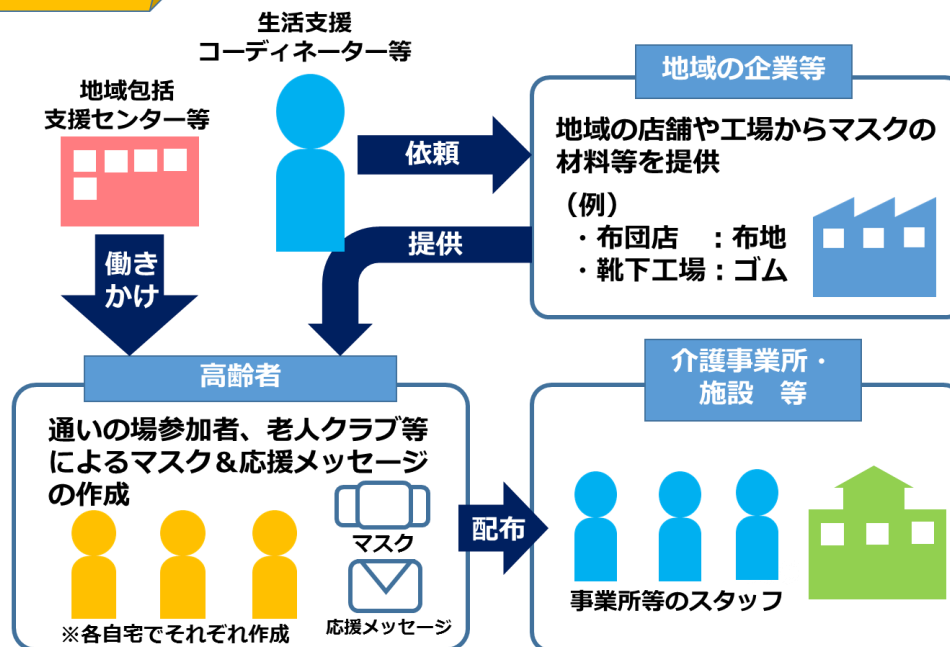 生活支援
コーディネーター等
地域包括
支援センター等
依頼
地域の企業等
地域の店舗や工場からマスクの
材料等を提供
（例）
・布団店　：布地
・靴下工場：ゴム
提供
働き
かけ
高齢者
通いの場参加者、老人クラブ等
によるマスク＆応援メッセージ
の作成
マスク
応援メッセージ
※各自宅でそれぞれ作成
配布
介護事業所・
施設　等
事業所等のスタッフ